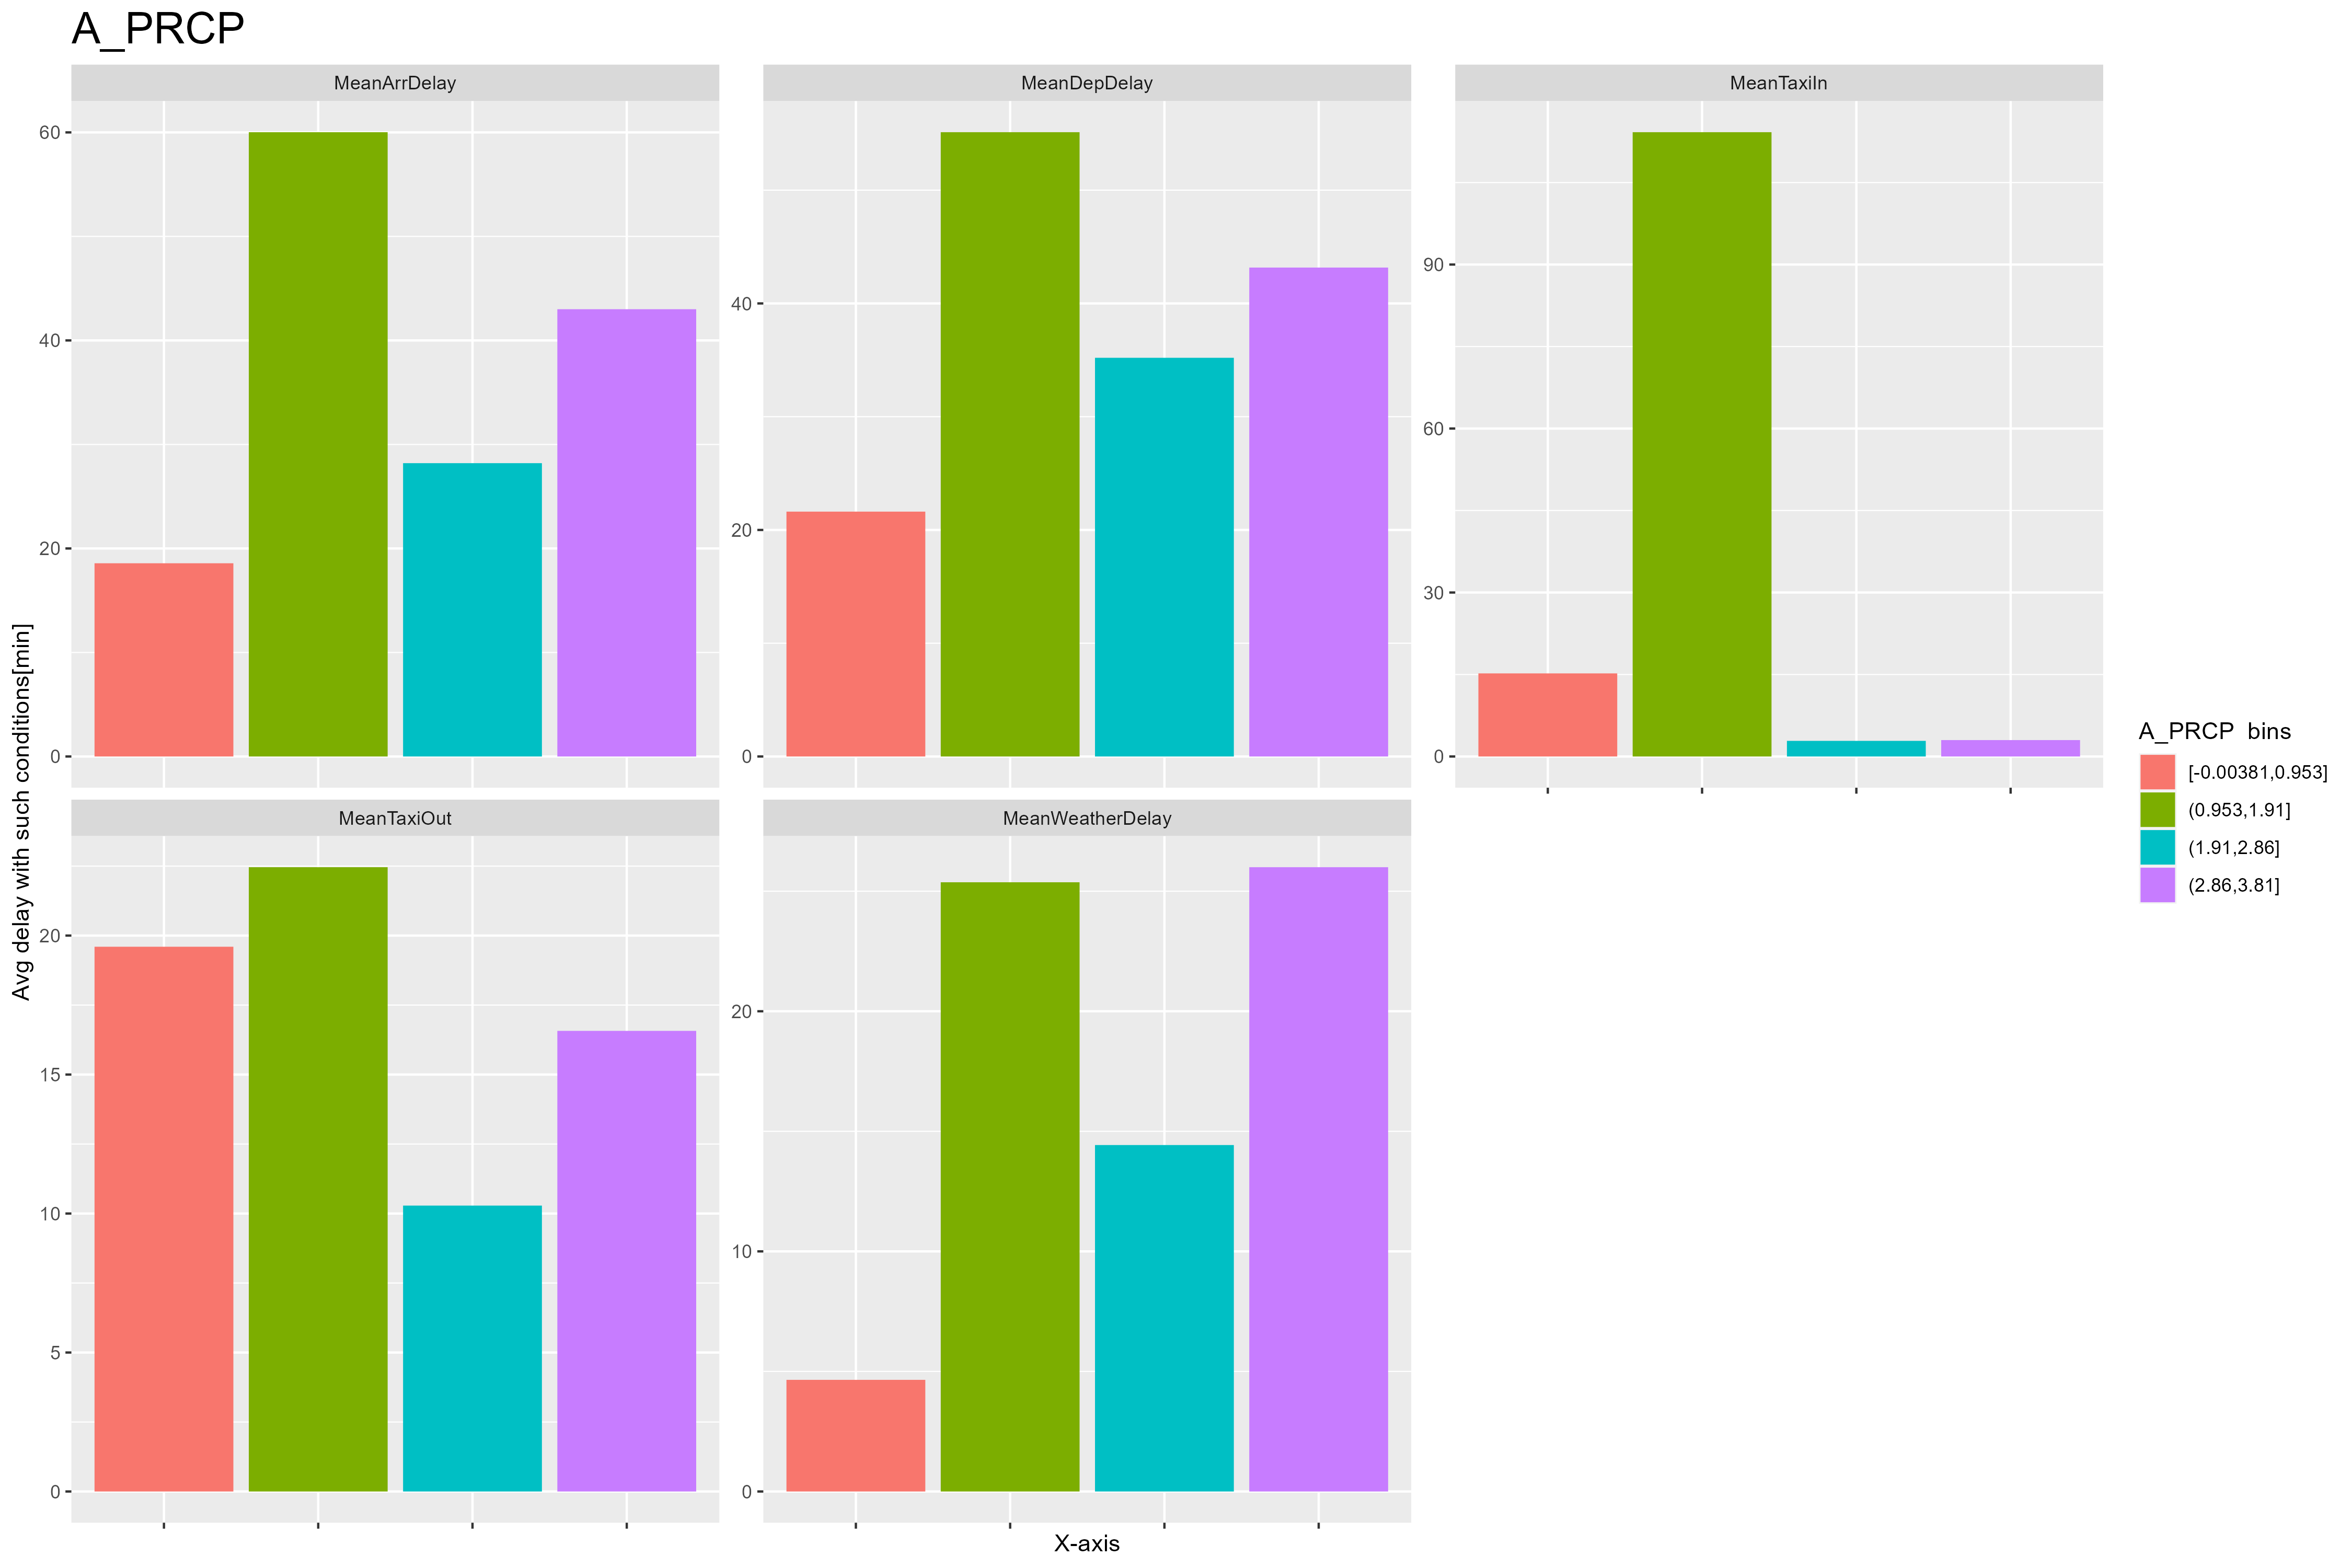 A_PRCP
MeanArrDelay
MeanDepDelay
MeanTaxiIn
60
40
20
0
40
20
0
90
60
30
0
MeanTaxiOut
MeanWeatherDelay
20
15
10
5
0
20
10
0
Avg delay with such conditions[min]
X-axis
A_PRCP  bins
[-0.00381,0.953]
(0.953,1.91]
(1.91,2.86]
(2.86,3.81]